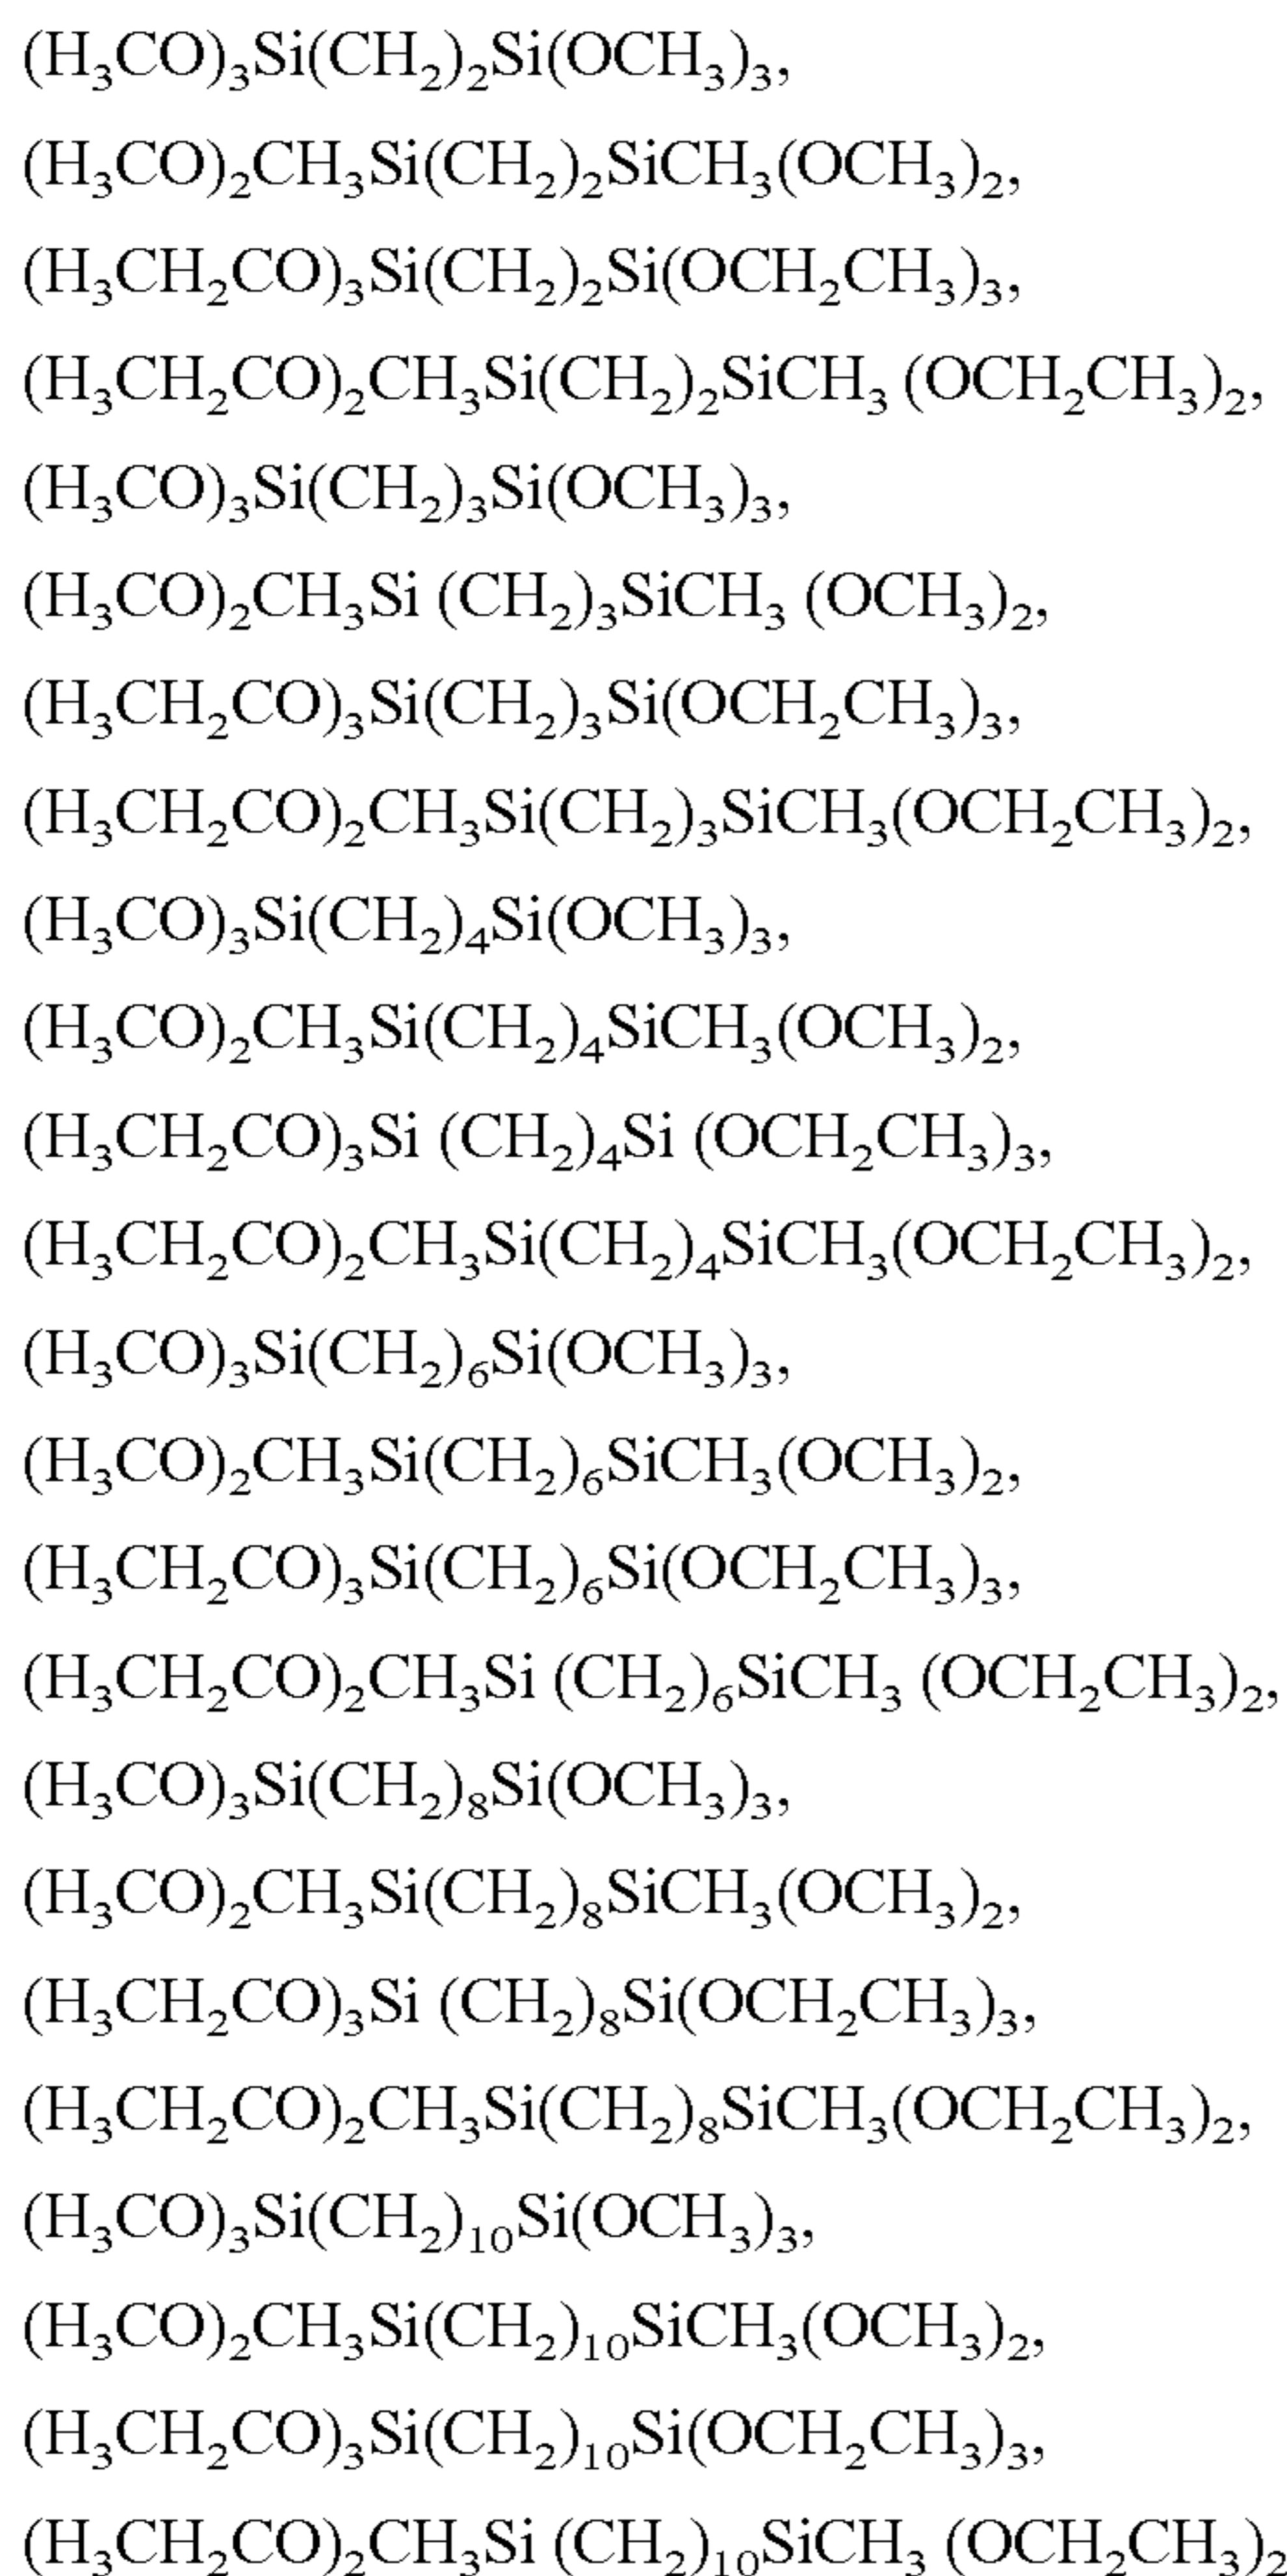 (H₃CO)₃Si(CH₂)₂Si(OCH₃)₃,
(H₃CO)₂CH₃Si(CH₂)₂SiCH₃(OCH₃)₂,
(H₃CH₂CO)₃Si(CH₂)₂Si(OCH₂CH₃)₃,
(H₃CH₂CO)₂CH₃Si(CH₂)₂SiCH₃ (OCH₂CH₃)₂,
(H₃CO)₃Si(CH₂)₃Si(OCH₃)₃,
(H₃CO)₂CH₃Si (CH₂)₃SiCH₃ (OCH₃)₂,
(H₃CH₂CO)₃Si(CH₂)₃Si(OCH₂CH₃)₃,
(H₃CH₂CO)₂CH₃Si(CH₂)₃SiCH₃(OCH₂CH₃)₂,
(H₃CO)₃Si(CH₂)₄Si(OCH₃)₃,
(H₃CO)₂CH₃Si(CH₂)₄SiCH₃(OCH₃)₂,
(H₃CH₂CO)₃Si (CH₂)₄Si (OCH₂CH₃)₃,
(H₃CH₂CO)₂CH₃Si(CH₂)₄SiCH₃(OCH₂CH₃)₂,
(H₃CO)₃Si(CH₂)₆Si(OCH₃)₃,
(H₃CO)₂CH₃Si(CH₂)₆SiCH₃(OCH₃)₂,
(H₃CH₂CO)₃Si(CH₂)₆Si(OCH₂CH₃)₃,
(H₃CH₂CO)₂CH₃Si (CH₂)₆SiCH₃ (OCH₂CH₃)₂,
(H₃CO)₃Si(CH₂)₈Si(OCH₃)₃,
(H₃CO)₂CH₃Si(CH₂)₈SiCH₃(OCH₃)₂,
(H₃CH₂CO)₃Si (CH₂)₈Si(OCH₂CH₃)₃,
(H₃CH₂CO)₂CH₃Si(CH₂)₈SiCH₃(OCH₂CH₃)₂,
(H₃CO)₃Si(CH₂)₁₀Si(OCH₃)₃,
(H₃CO)₂CH₃Si(CH₂)₁₀SiCH₃(OCH₃)₂,
(H₃CH₂CO)₃Si(CH₂)₁₀Si(OCH₂CH₃)₃,
(H₃CH₂CO)₂CH₃Si (CH₂)₁₀SiCH₃ (OCH₂CH₃)₂